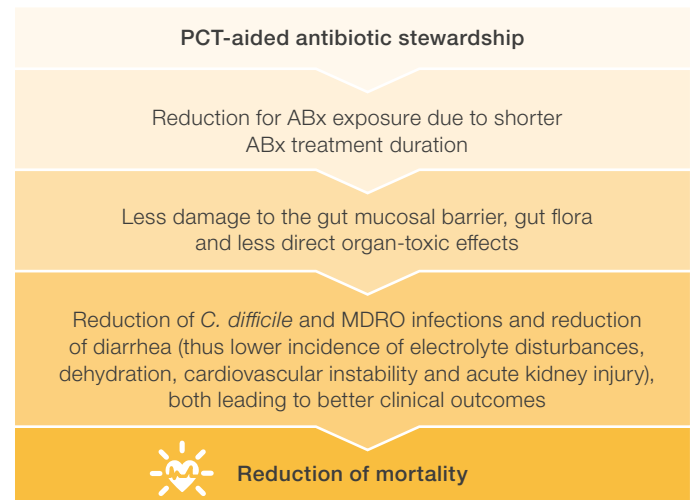 PCT-aided antibiotic stewardship
Reduction for ABx exposure due to shorter
ABx treatment duration
Less damage to the gut mucosal barrier, gut flora
and less direct organ-toxic effects
Reduction of C. difficile and MDRO infections and reduction
of diarrhea (thus lower incidence of electrolyte disturbances,
dehydration, cardiovascular instability and acute kidney injury),
both leading to better clinical outcomes
Reduction of mortality